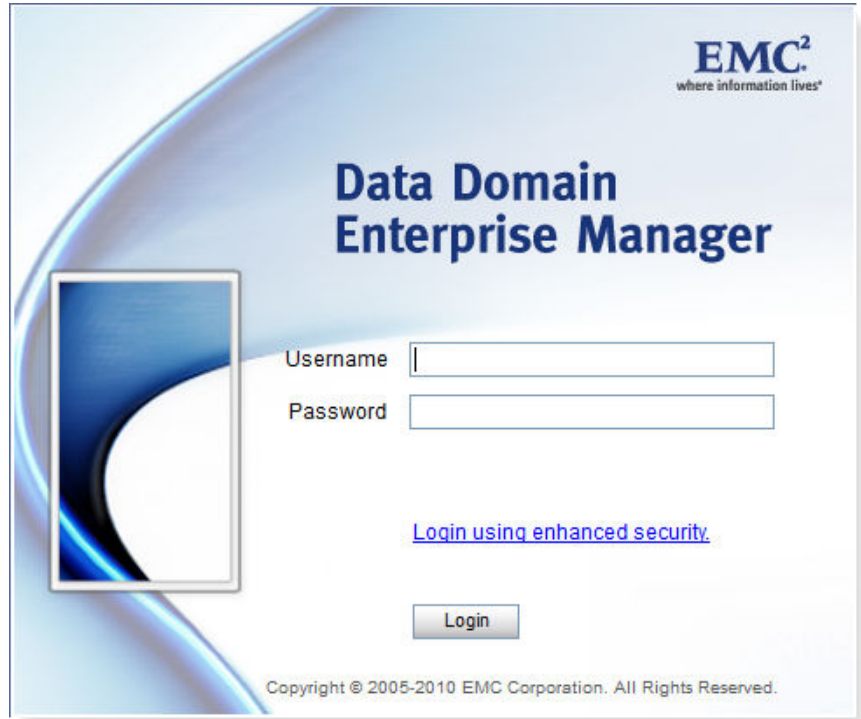 EMC²
where information lives®
Data Domain
Enterprise Manager
Username
Password
Login using enhanced security.
Login
Copyright © 2005-2010 EMC Corporation. All Rights Reserved.